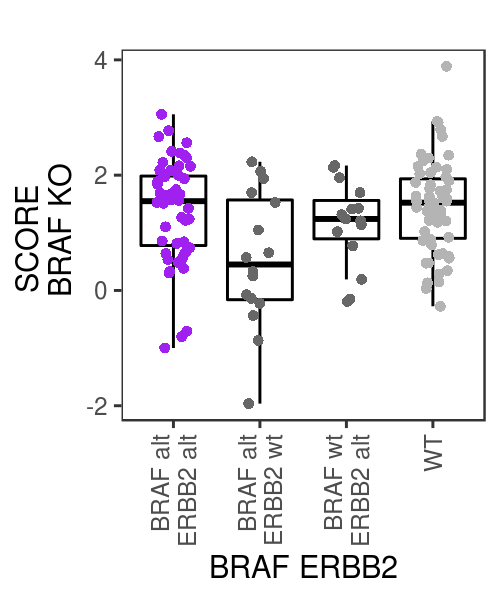 SCORE
BRAF KO
4
2
0
-2
BRAF alt
ERBB2 alt
BRAF alt
ERBB2 wt
BRAF wt
ERBB2 alt
WT
BRAF ERBB2